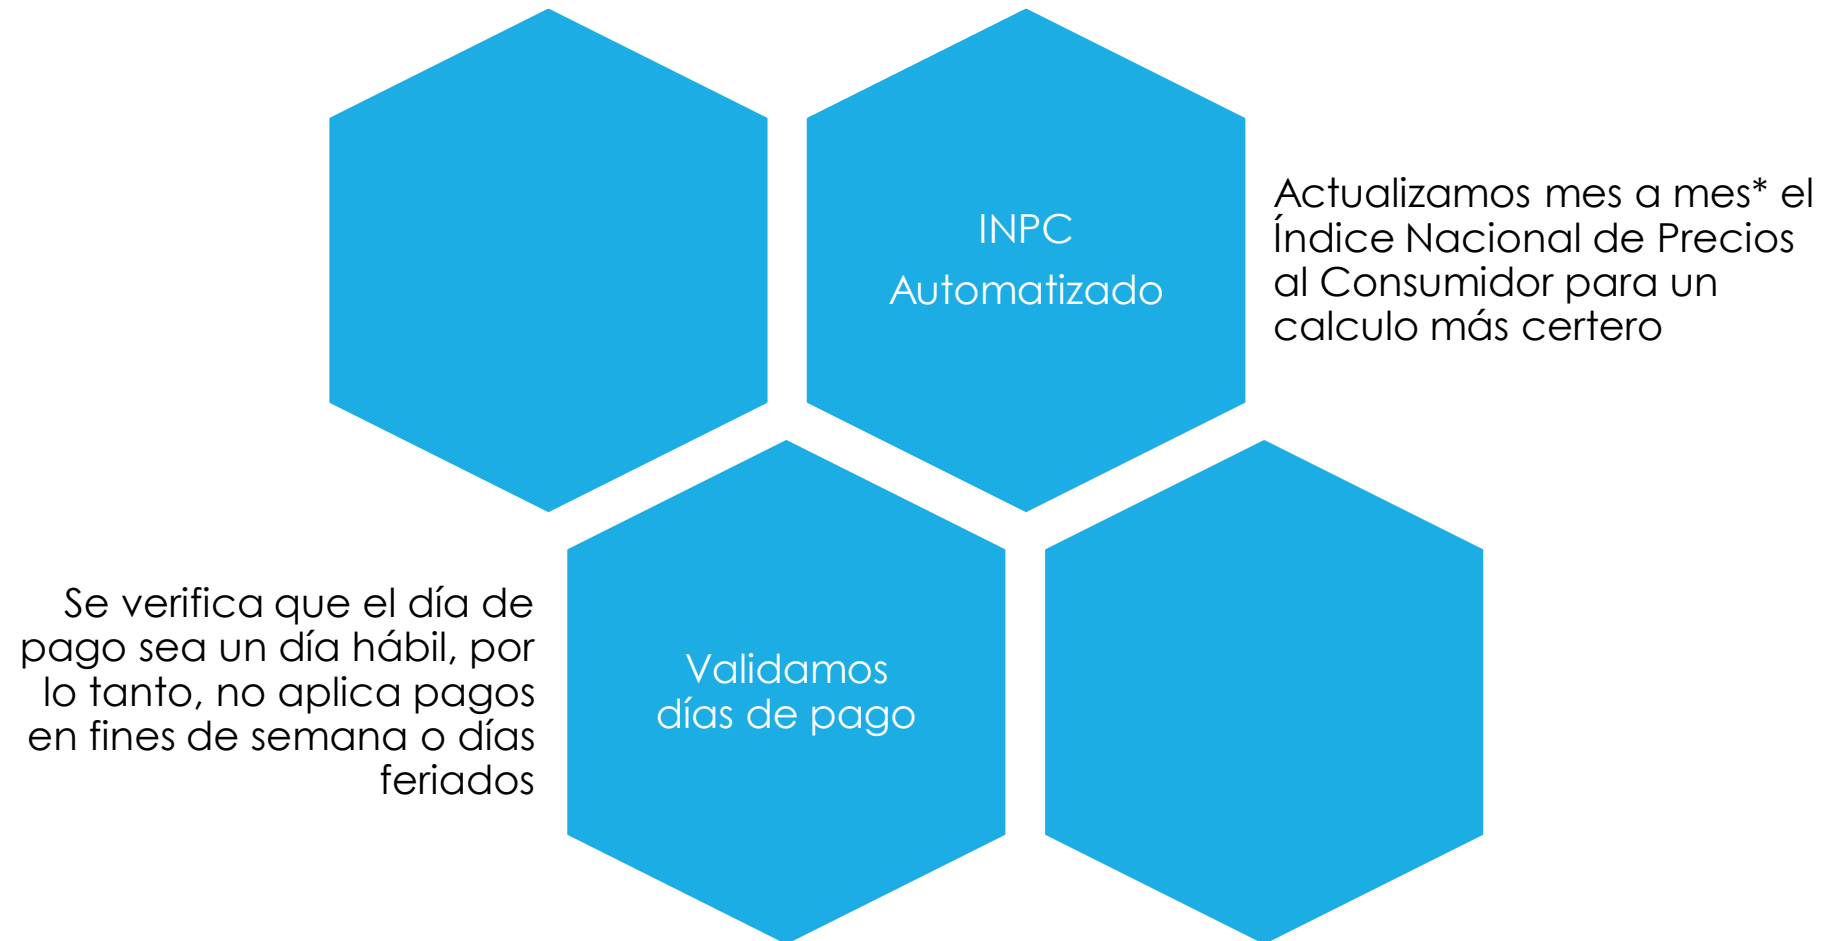 INPC
Automatizado
Actualizamos mes a mes* el
Índice Nacional de Precios
al Consumidor para un
calculo más certero
Se verifica que el día de
pago sea un día hábil, por
lo tanto, no aplica pagos
en fines de semana o días
feriados
Validamos
días de pago